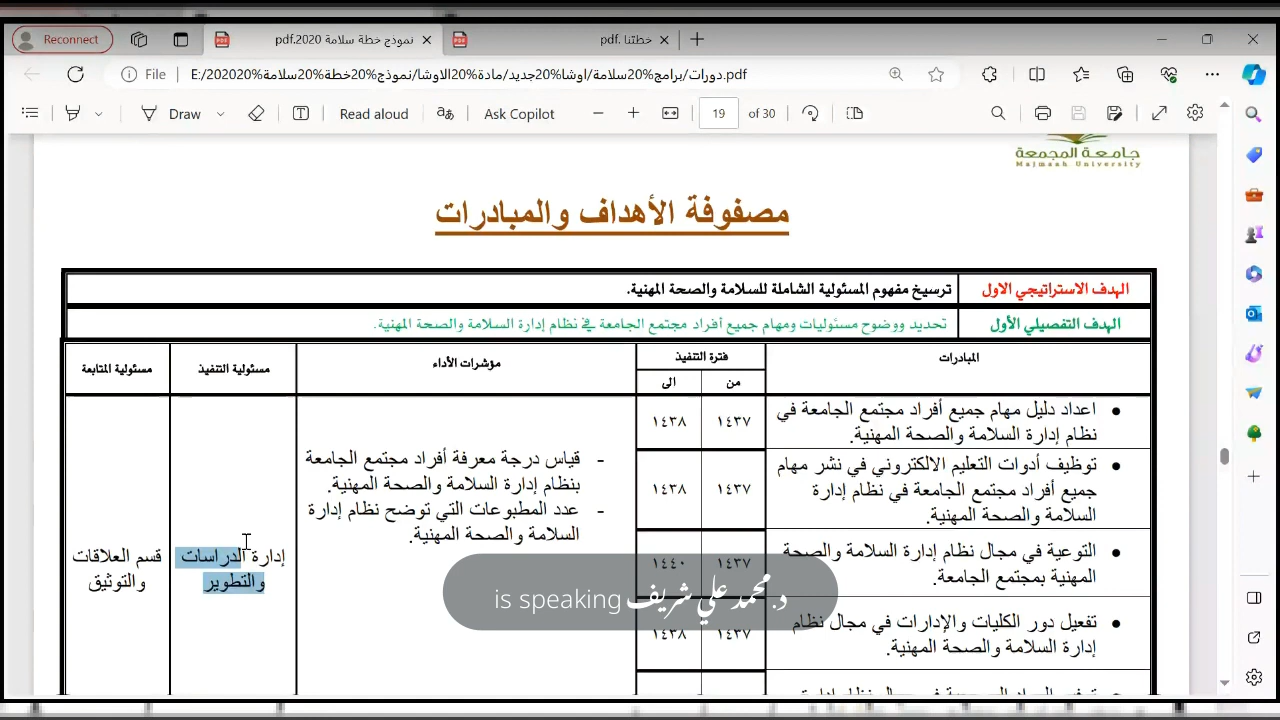 Reconnect
نموذج خطة سلامة 2020.pdf
خطتنا .pdf
File
E:/دورات/برامج%20سلامة/اوشا%20جديد/مادة%20الاوشا/نموذج%20خطة%20سلامة%202020.pdf
Draw
Read aloud
Ask Copilot
19 of 30
جامعة المجمعة
Majmaah University
مصفوفة الأهداف والمبادرات
الهدف الاستراتيجي الاول
ترسيخ مفهوم المسئولية الشاملة للسلامة والصحة المهنية.
الهدف التفصيلي الأول
تحديد ووضوح مسئوليات ومهام جميع أفراد مجتمع الجامعة في نظام إدارة السلامة والصحة المهنية.
المبادرات
فترة التنفيذ
من
الى
مؤشرات الأداء
مسئولية التنفيذ
مسئولية المتابعة
● اعداد دليل مهام جميع أفراد مجتمع الجامعة في
نظام إدارة السلامة والصحة المهنية.
١٤٣٧
١٤٣٨
● توظيف أدوات التعليم الالكتروني في نشر مهام
جميع أفراد مجتمع الجامعة في نظام إدارة
السلامة والصحة المهنية.
١٤٣٧
١٤٣٨
● التوعية في مجال نظام إدارة السلامة والصحة
المهنية بمجتمع الجامعة.
١٤٣٧
١٤٤٠
● تفعيل دور الكليات والإدارات في مجال نظام
إدارة السلامة والصحة المهنية.
١٤٣٧
١٤٣٨
- قياس درجة معرفة أفراد مجتمع الجامعة
بنظام إدارة السلامة والصحة المهنية.
- عدد المطبوعات التي توضح نظام إدارة
السلامة والصحة المهنية.
إدارة الدراسات
والتطوير
قسم العلاقات
والتوثيق
د. محمد علي شريف is speaking